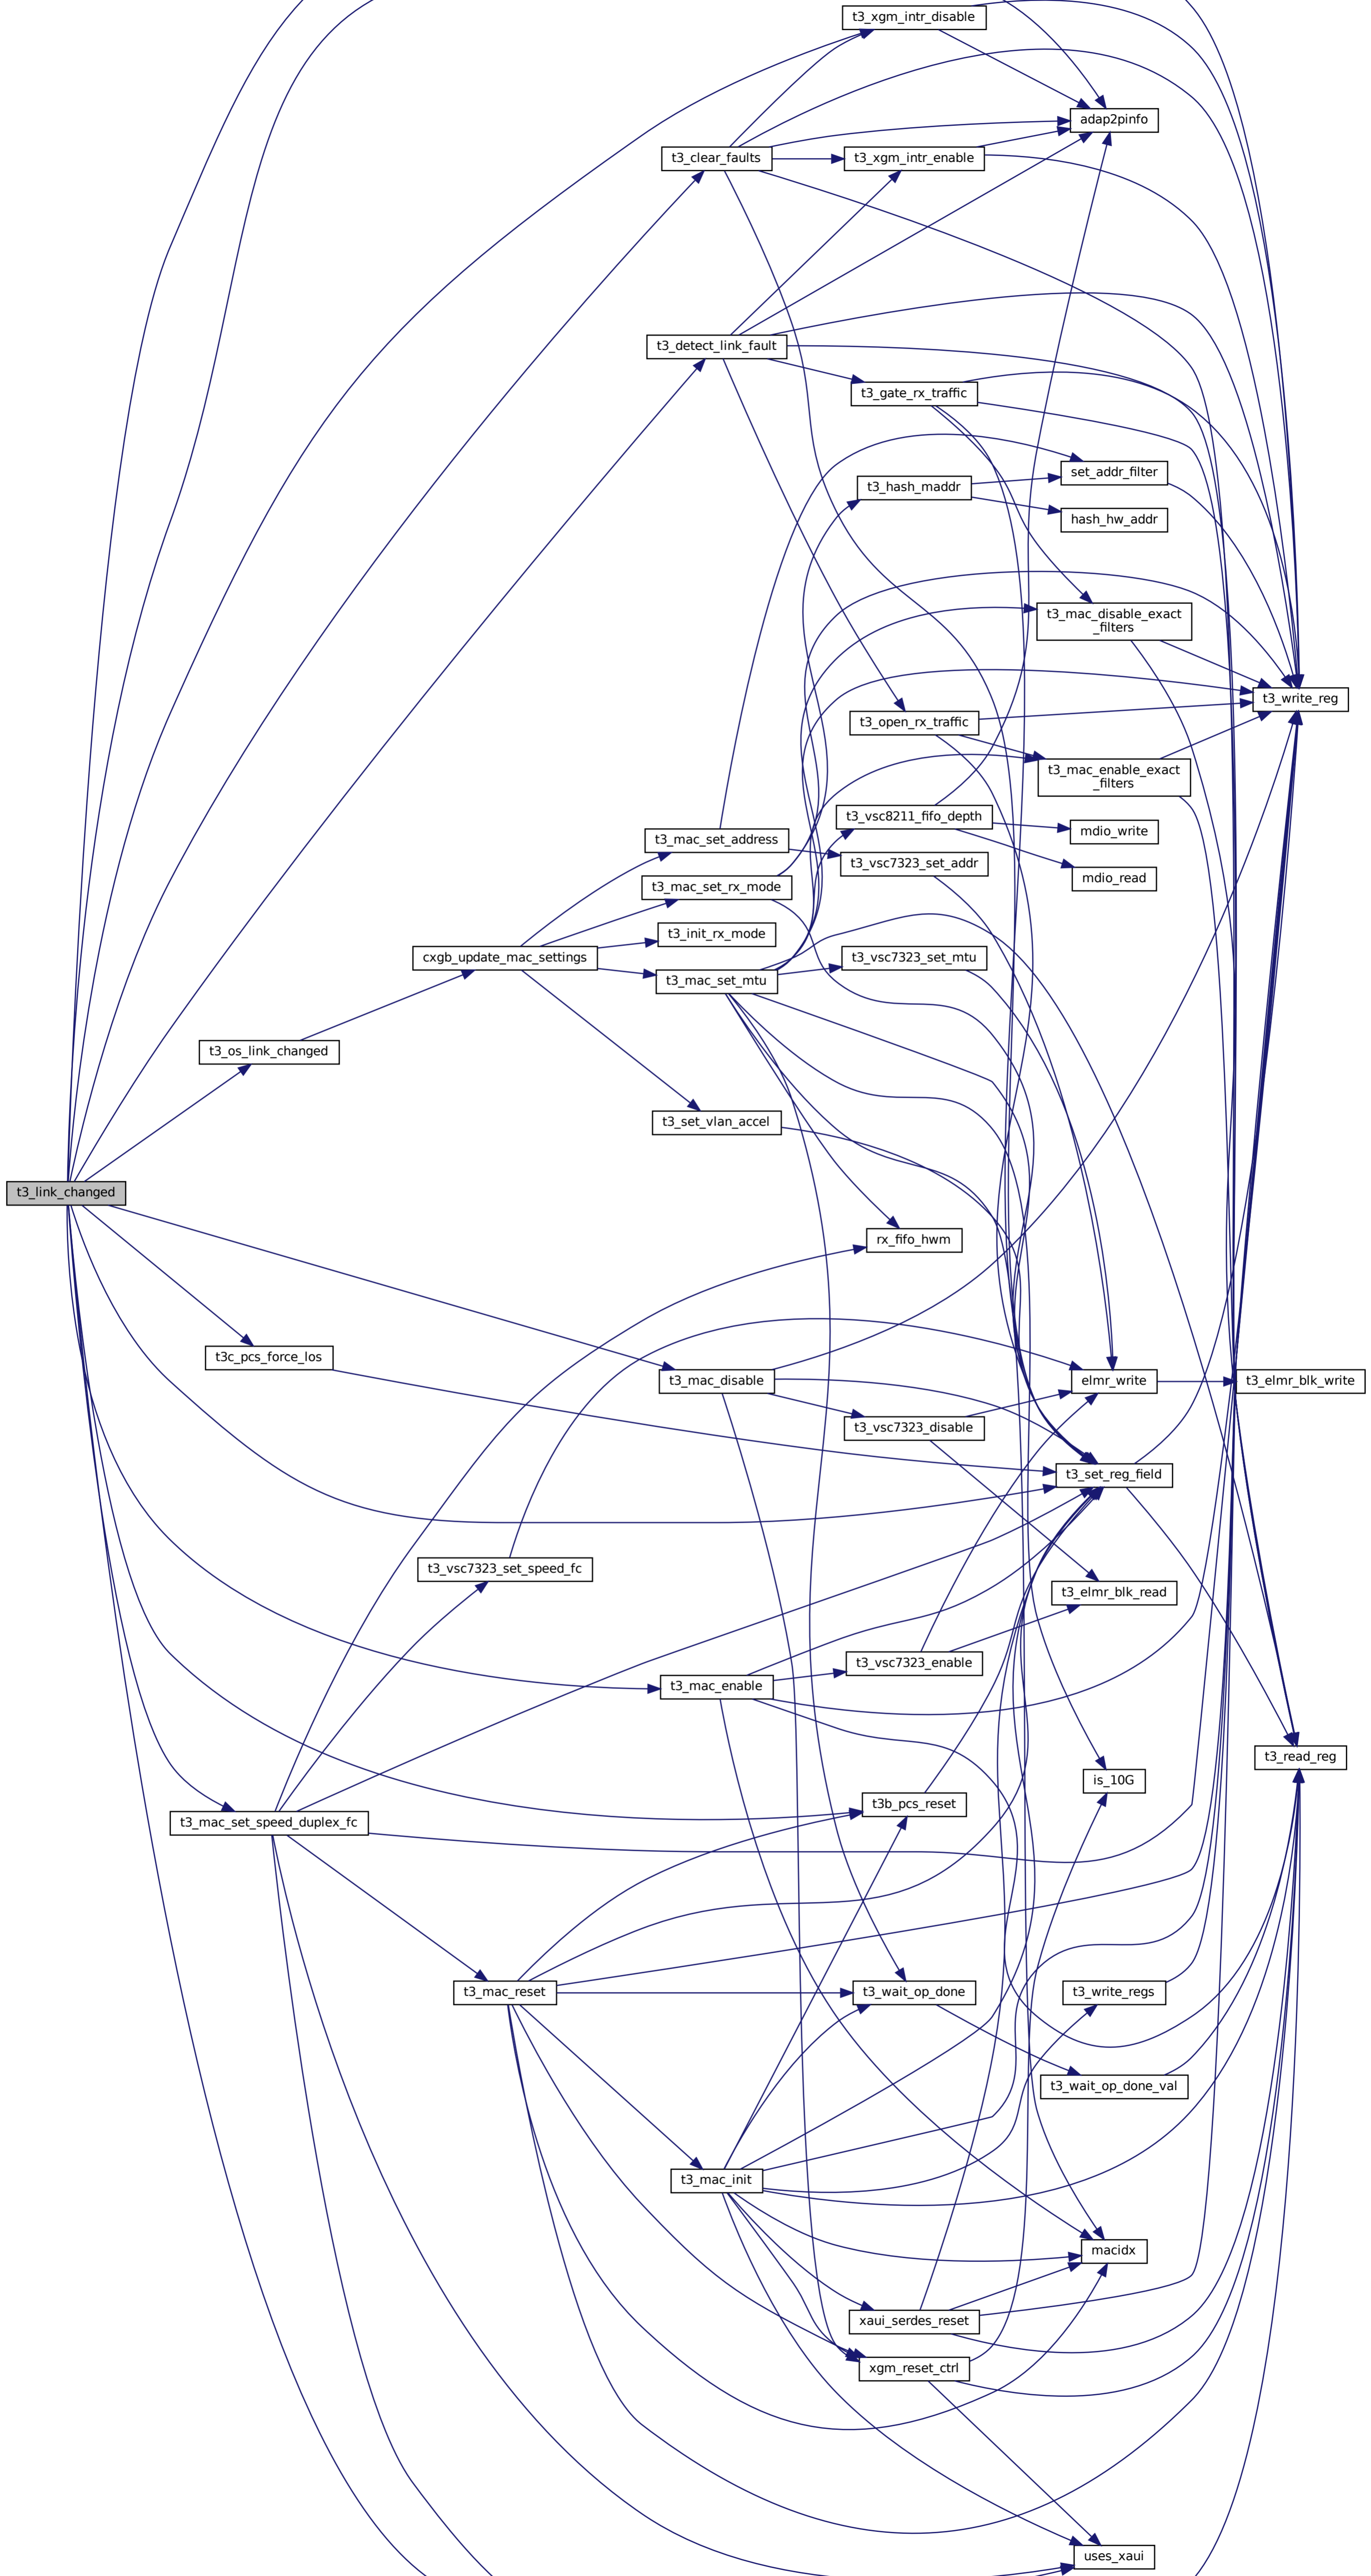 t3_xgm_intr_disable
adap2pinfo
t3_clear_faults
t3_xgm_intr_enable
t3_detect_link_fault
t3_gate_rx_traffic
set_addr_filter
t3_hash_maddr
hash_hw_addr
t3_mac_disable_exact
_filters
t3_write_reg
t3_open_rx_traffic
t3_mac_enable_exact
_filters
t3_vsc8211_fifo_depth
mdio_write
t3_mac_set_address
t3_vsc7323_set_addr
mdio_read
t3_mac_set_rx_mode
t3_init_rx_mode
cxgb_update_mac_settings
t3_vsc7323_set_mtu
t3_mac_set_mtu
t3_os_link_changed
t3_set_vlan_accel
t3_link_changed
rx_fifo_hwm
t3c_pcs_force_los
t3_mac_disable
elmr_write
t3_elmr_blk_write
t3_vsc7323_disable
t3_set_reg_field
t3_vsc7323_set_speed_fc
t3_elmr_blk_read
t3_vsc7323_enable
t3_mac_enable
t3_read_reg
is_10G
t3b_pcs_reset
t3_mac_set_speed_duplex_fc
t3_mac_reset
t3_wait_op_done
t3_write_regs
t3_wait_op_done_val
t3_mac_init
macidx
xaui_serdes_reset
xgm_reset_ctrl
uses_xaui